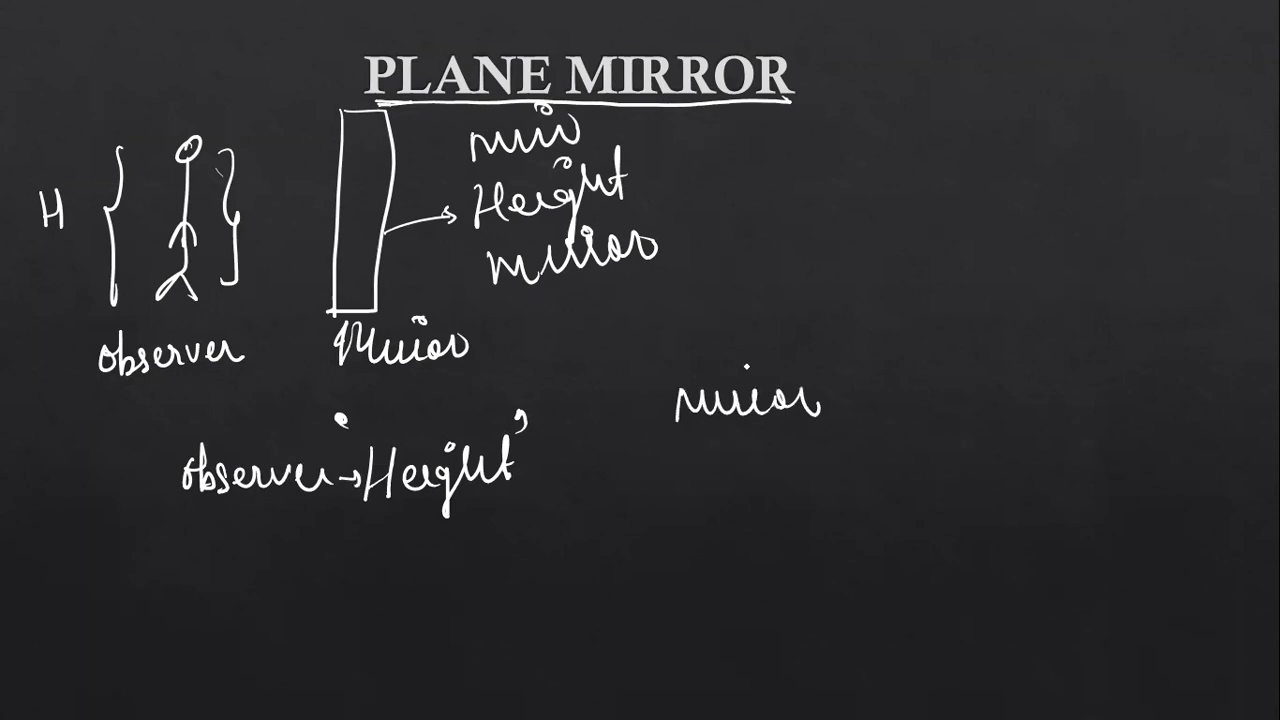 PLANE MIRROR
min
Height
mirror
H
observer
Mirror
mirror
observer → Height